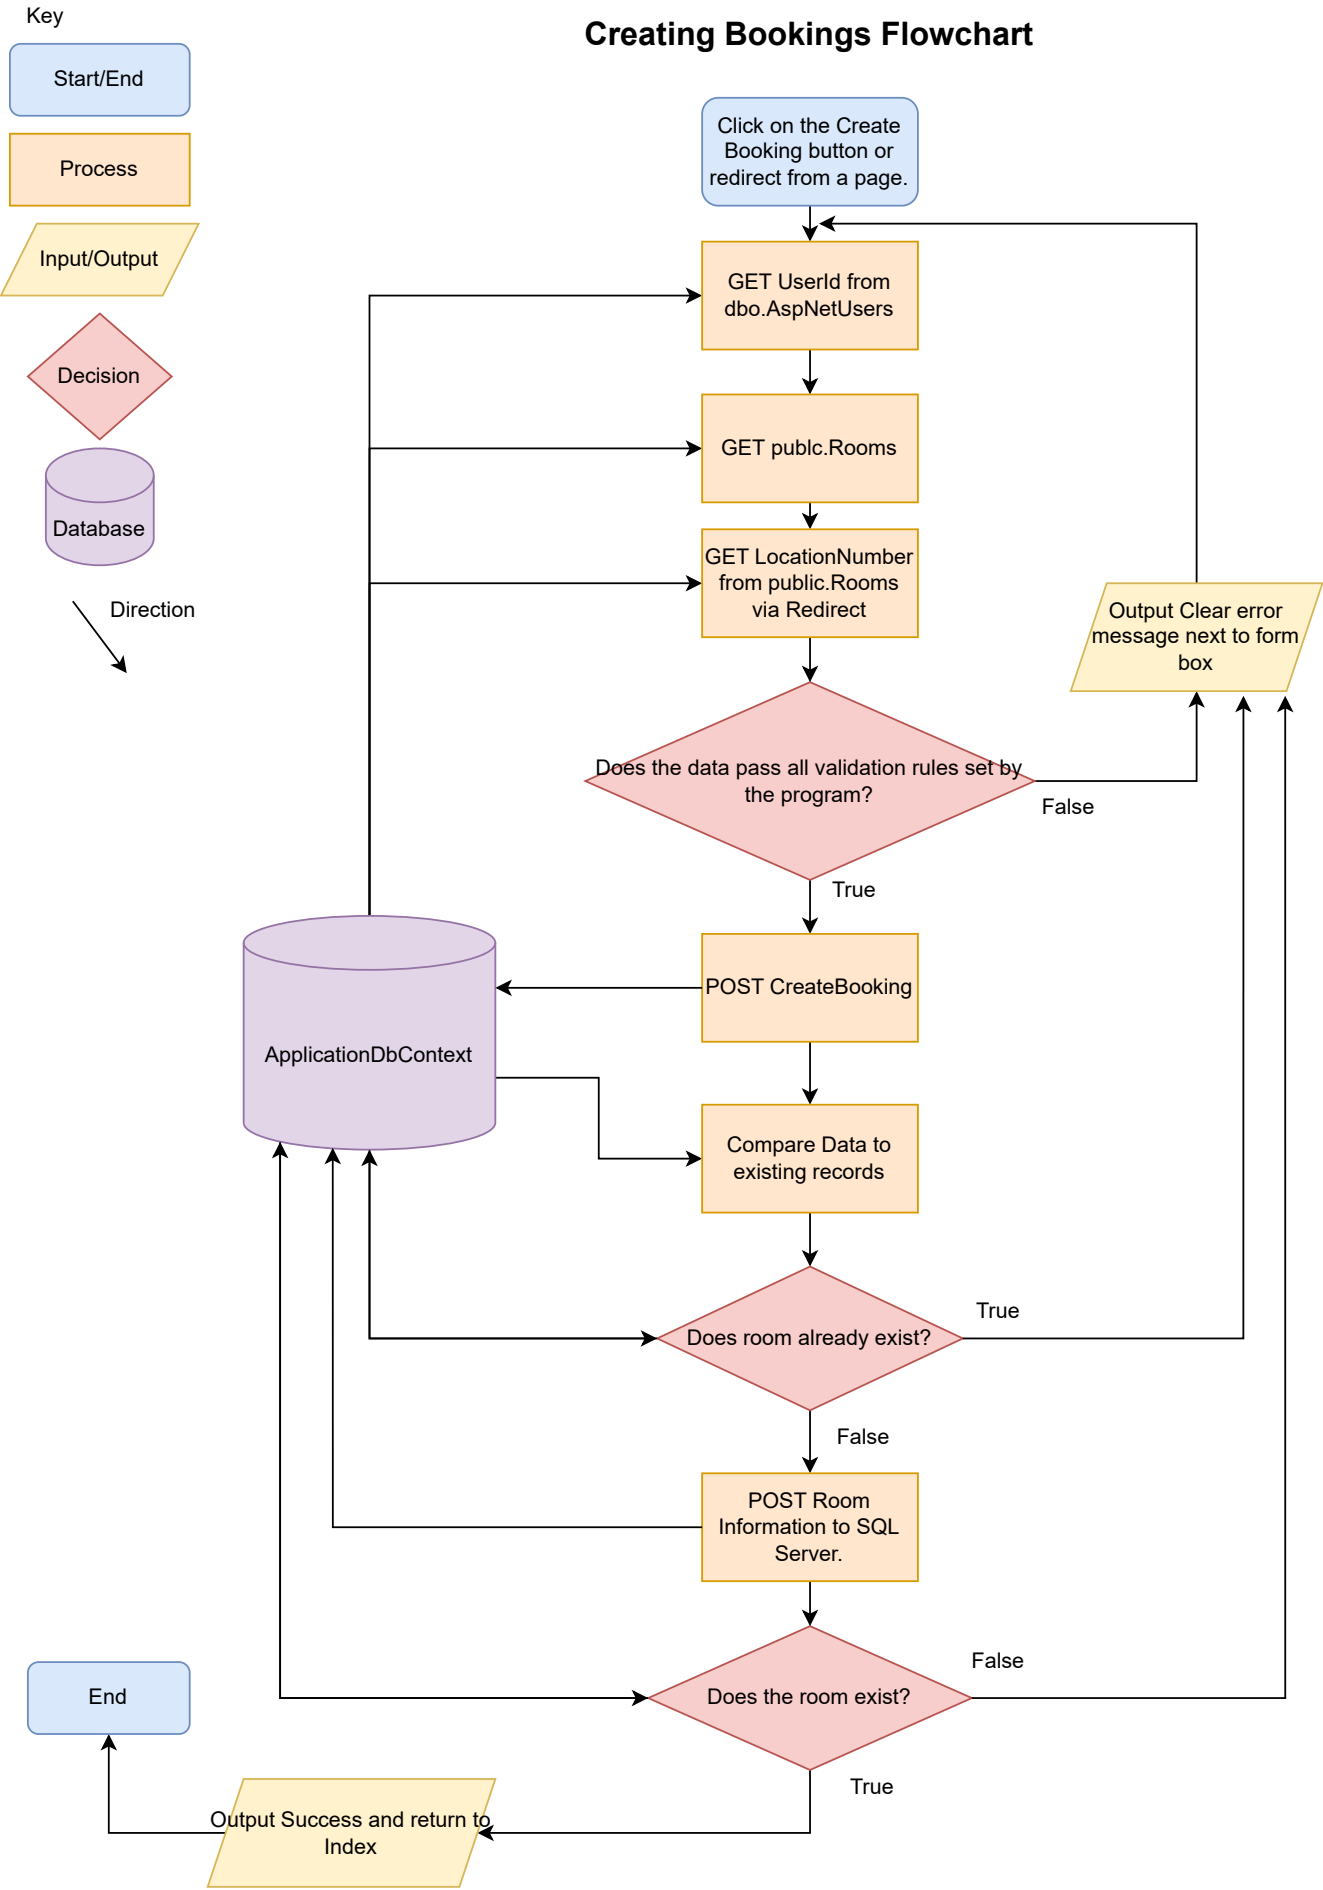 Key
Creating Bookings Flowchart
Start/End
Process
Input/Output
Decision
Database
Direction
Click on the Create
Booking button or
redirect from a page.
GET UserId from
dbo.AspNetUsers
GET publc.Rooms
GET LocationNumber
from public.Rooms
via Redirect
Output Clear error
message next to form
box
Does the data pass all validation rules set by
the program?
False
True
POST CreateBooking
ApplicationDbContext
Compare Data to
existing records
Does room already exist?
True
False
POST Room
Information to SQL
Server.
Does the room exist?
False
True
End
Output Success and return to
Index